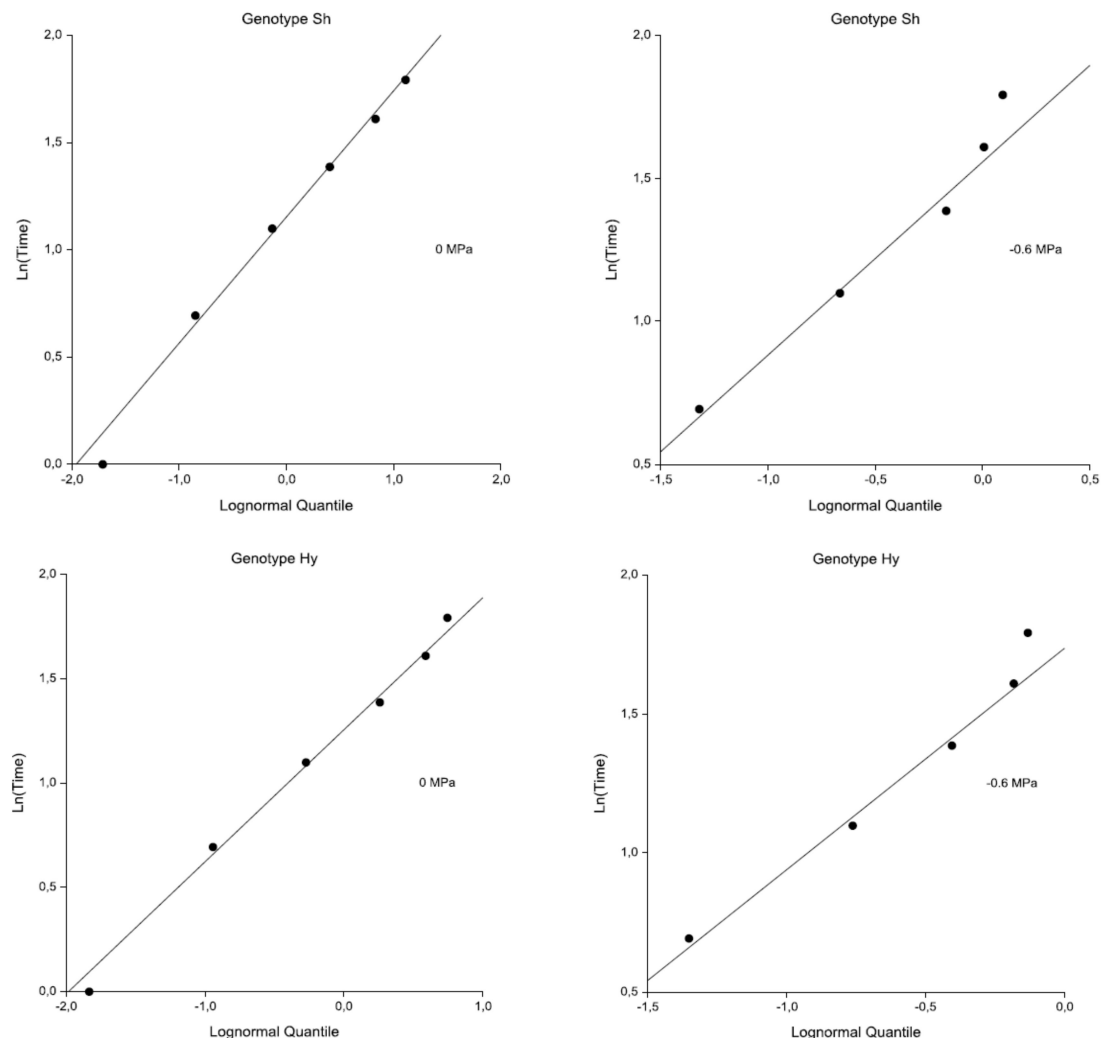 Genotype Sh
2,0
1,5
1,0
0,5
0,0
Ln(Time)
0 MPa
-2,0 -1,0 0,0 1,0 2,0
Lognormal Quantile
Genotype Sh
2,0
1,5
1,0
0,5
Ln(Time)
-0.6 MPa
-1,5 -1,0 -0,5 0,0 0,5
Lognormal Quantile
Genotype Hy
2,0
1,5
1,0
0,5
0,0
Ln(Time)
0 MPa
-2,0 -1,0 0,0 1,0
Lognormal Quantile
Genotype Hy
2,0
1,5
1,0
0,5
Ln(Time)
-0.6 MPa
-1,5 -1,0 -0,5 0,0
Lognormal Quantile